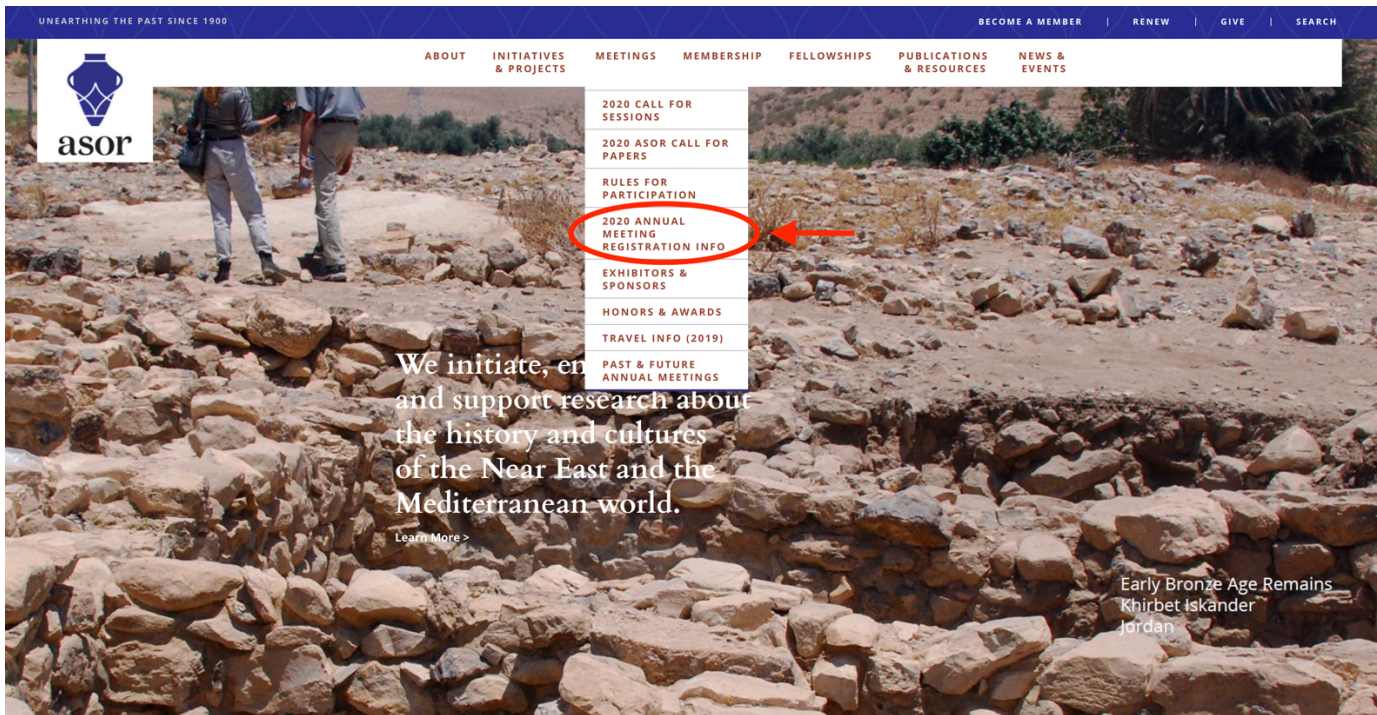 UNEARTHING THE PAST SINCE 1900
BECOME A MEMBER | RENEW | GIVE | SEARCH
asor
ABOUT
INITIATIVES
& PROJECTS
MEETINGS
MEMBERSHIP
FELLOWSHIPS
PUBLICATIONS
& RESOURCES
NEWS &
EVENTS
2020 CALL FOR
SESSIONS
2020 ASOR CALL FOR
PAPERS
RULES FOR
PARTICIPATION
2020 ANNUAL
MEETING
REGISTRATION INFO
EXHIBITORS &
SPONSORS
HONORS & AWARDS
TRAVEL INFO (2019)
PAST & FUTURE
ANNUAL MEETINGS
We initiate, en
and support research about
the history and cultures
of the Near East and the
Mediterranean world.
Learn More >
Early Bronze Age Remains
Khirbet Iskander
Jordan